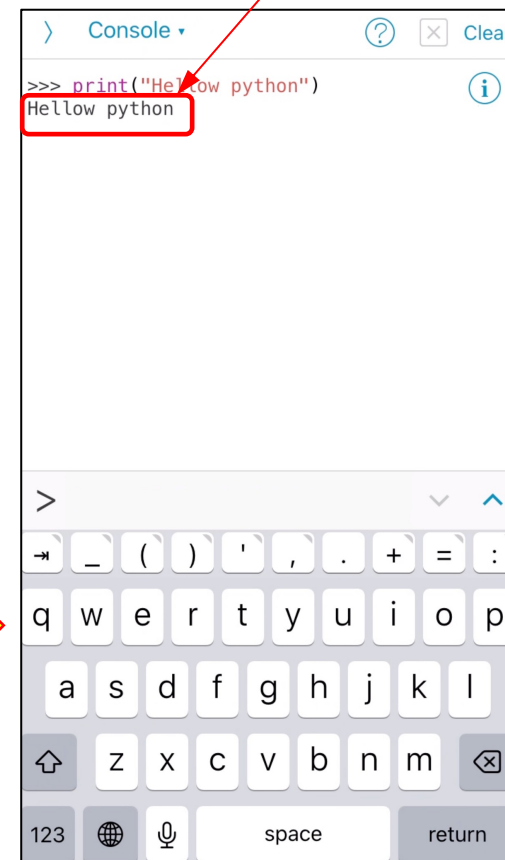 Console
Clea
>>> print("Hellow python")
Hellow python
>
_ ( ) ' , . + = :
q w e r t y u i o p
a s d f g h j k l
z x c v b n m
123 space return